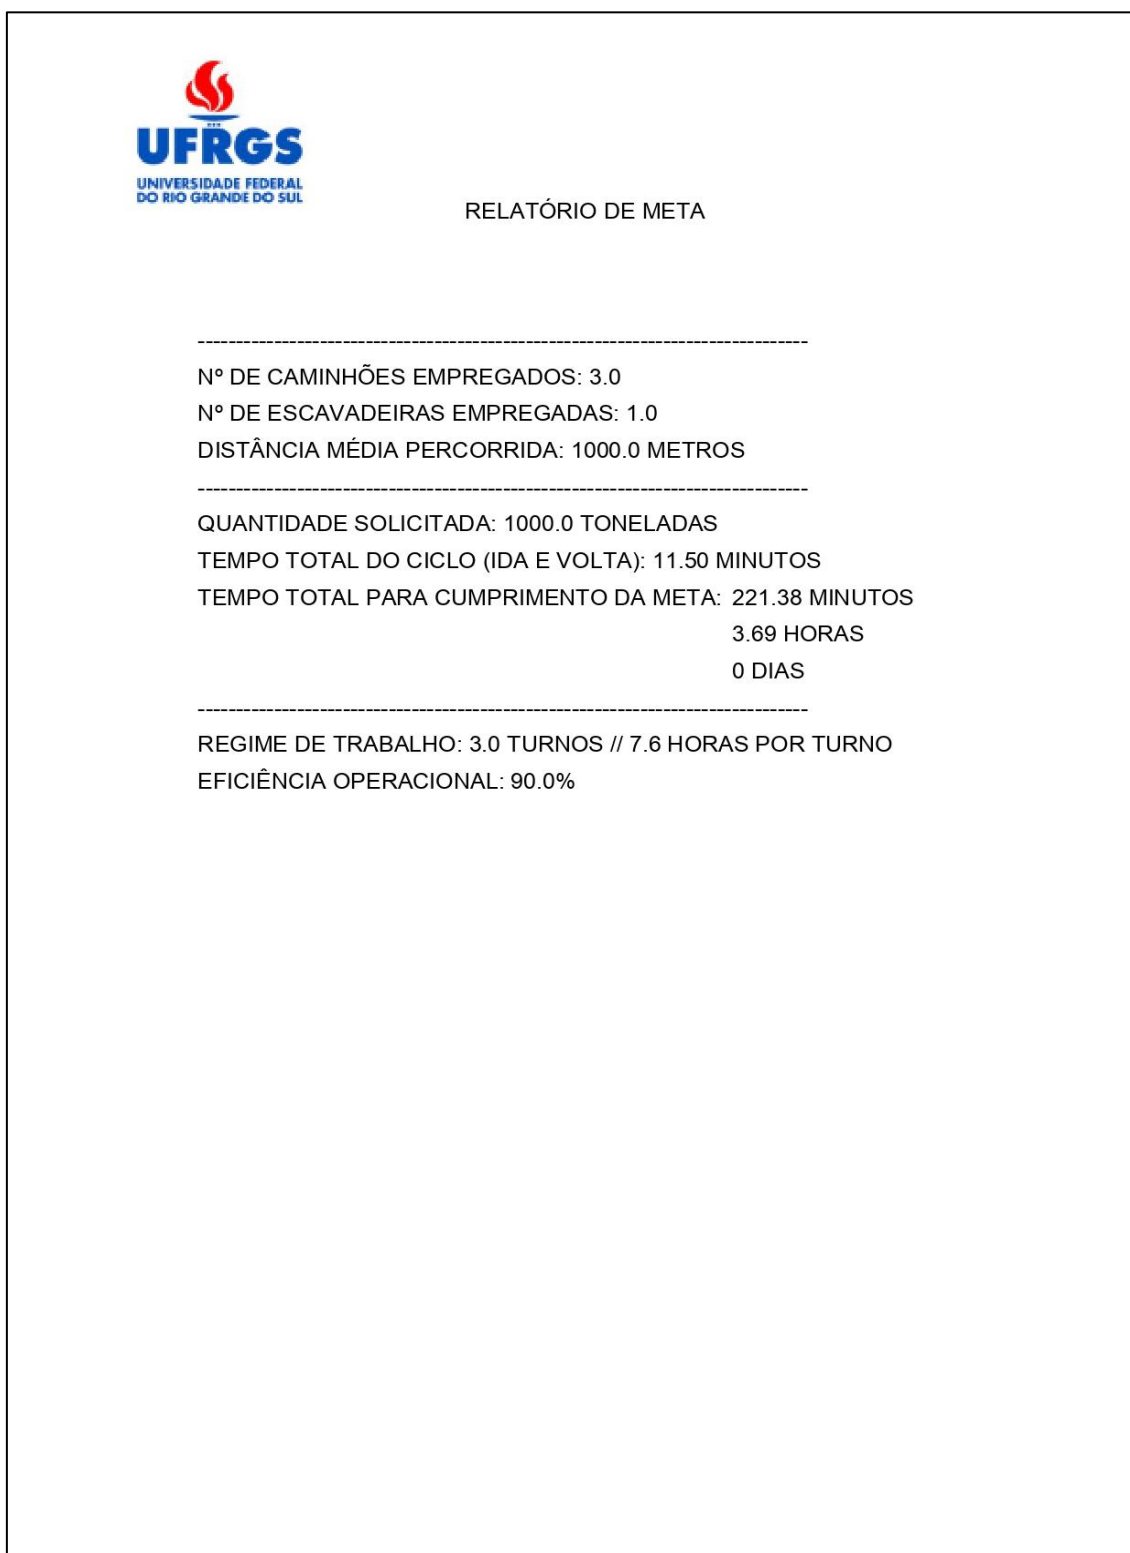 UFRGS
UNIVERSIDADE FEDERAL
DO RIO GRANDE DO SUL
RELATÓRIO DE META
--------------------------------------------------------------------------------
Nº DE CAMINHÕES EMPREGADOS: 3.0
Nº DE ESCAVADEIRAS EMPREGADAS: 1.0
DISTÂNCIA MÉDIA PERCORRIDA: 1000.0 METROS
--------------------------------------------------------------------------------
QUANTIDADE SOLICITADA: 1000.0 TONELADAS
TEMPO TOTAL DO CICLO (IDA E VOLTA): 11.50 MINUTOS
TEMPO TOTAL PARA CUMPRIMENTO DA META: 221.38 MINUTOS
3.69 HORAS
0 DIAS
--------------------------------------------------------------------------------
REGIME DE TRABALHO: 3.0 TURNOS // 7.6 HORAS POR TURNO
EFICIÊNCIA OPERACIONAL: 90.0%